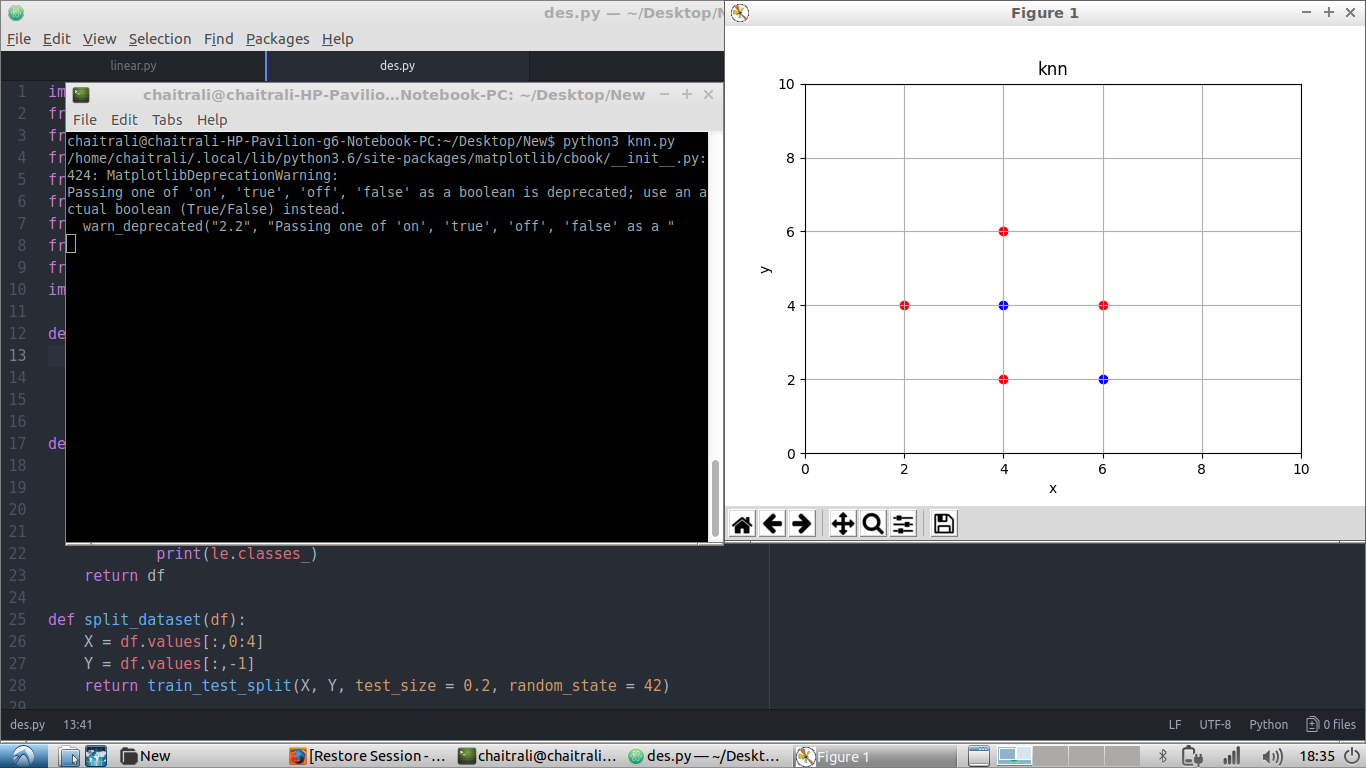 des.py — ~/Desktop/N
File Edit View Selection Find Packages Help
linear.py
des.py
1 im
2 fr
3 fr
4 fr
5 fr
6 fr
7 fr
8 fr
9 fr
10 im
11
12 de
13
14
15
16
17 de
18
19
20
21
22 print(le.classes_)
23 return df
24
25 def split_dataset(df):
26 X = df.values[:,0:4]
27 Y = df.values[:,-1]
28 return train_test_split(X, Y, test_size = 0.2, random_state = 42)
29
des.py 13:41
LF UTF-8 Python 0 files
chaitrali@chaitrali-HP-Pavilio...Notebook-PC: ~/Desktop/New
File Edit Tabs Help
chaitrali@chaitrali-HP-Pavilion-g6-Notebook-PC:~/Desktop/New$ python3 knn.py
/home/chaitrali/.local/lib/python3.6/site-packages/matplotlib/cbook/__init__.py:
424: MatplotlibDeprecationWarning:
Passing one of 'on', 'true', 'off', 'false' as a boolean is deprecated; use an a
ctual boolean (True/False) instead.
warn_deprecated("2.2", "Passing one of 'on', 'true', 'off', 'false' as a "
Figure 1
knn
10
8
6
4
2
0
y
0 2 4 6 8 10
x
New
[Restore Session - ...
chaitrali@chaitrali...
des.py — ~/Deskt...
Figure 1
18:35